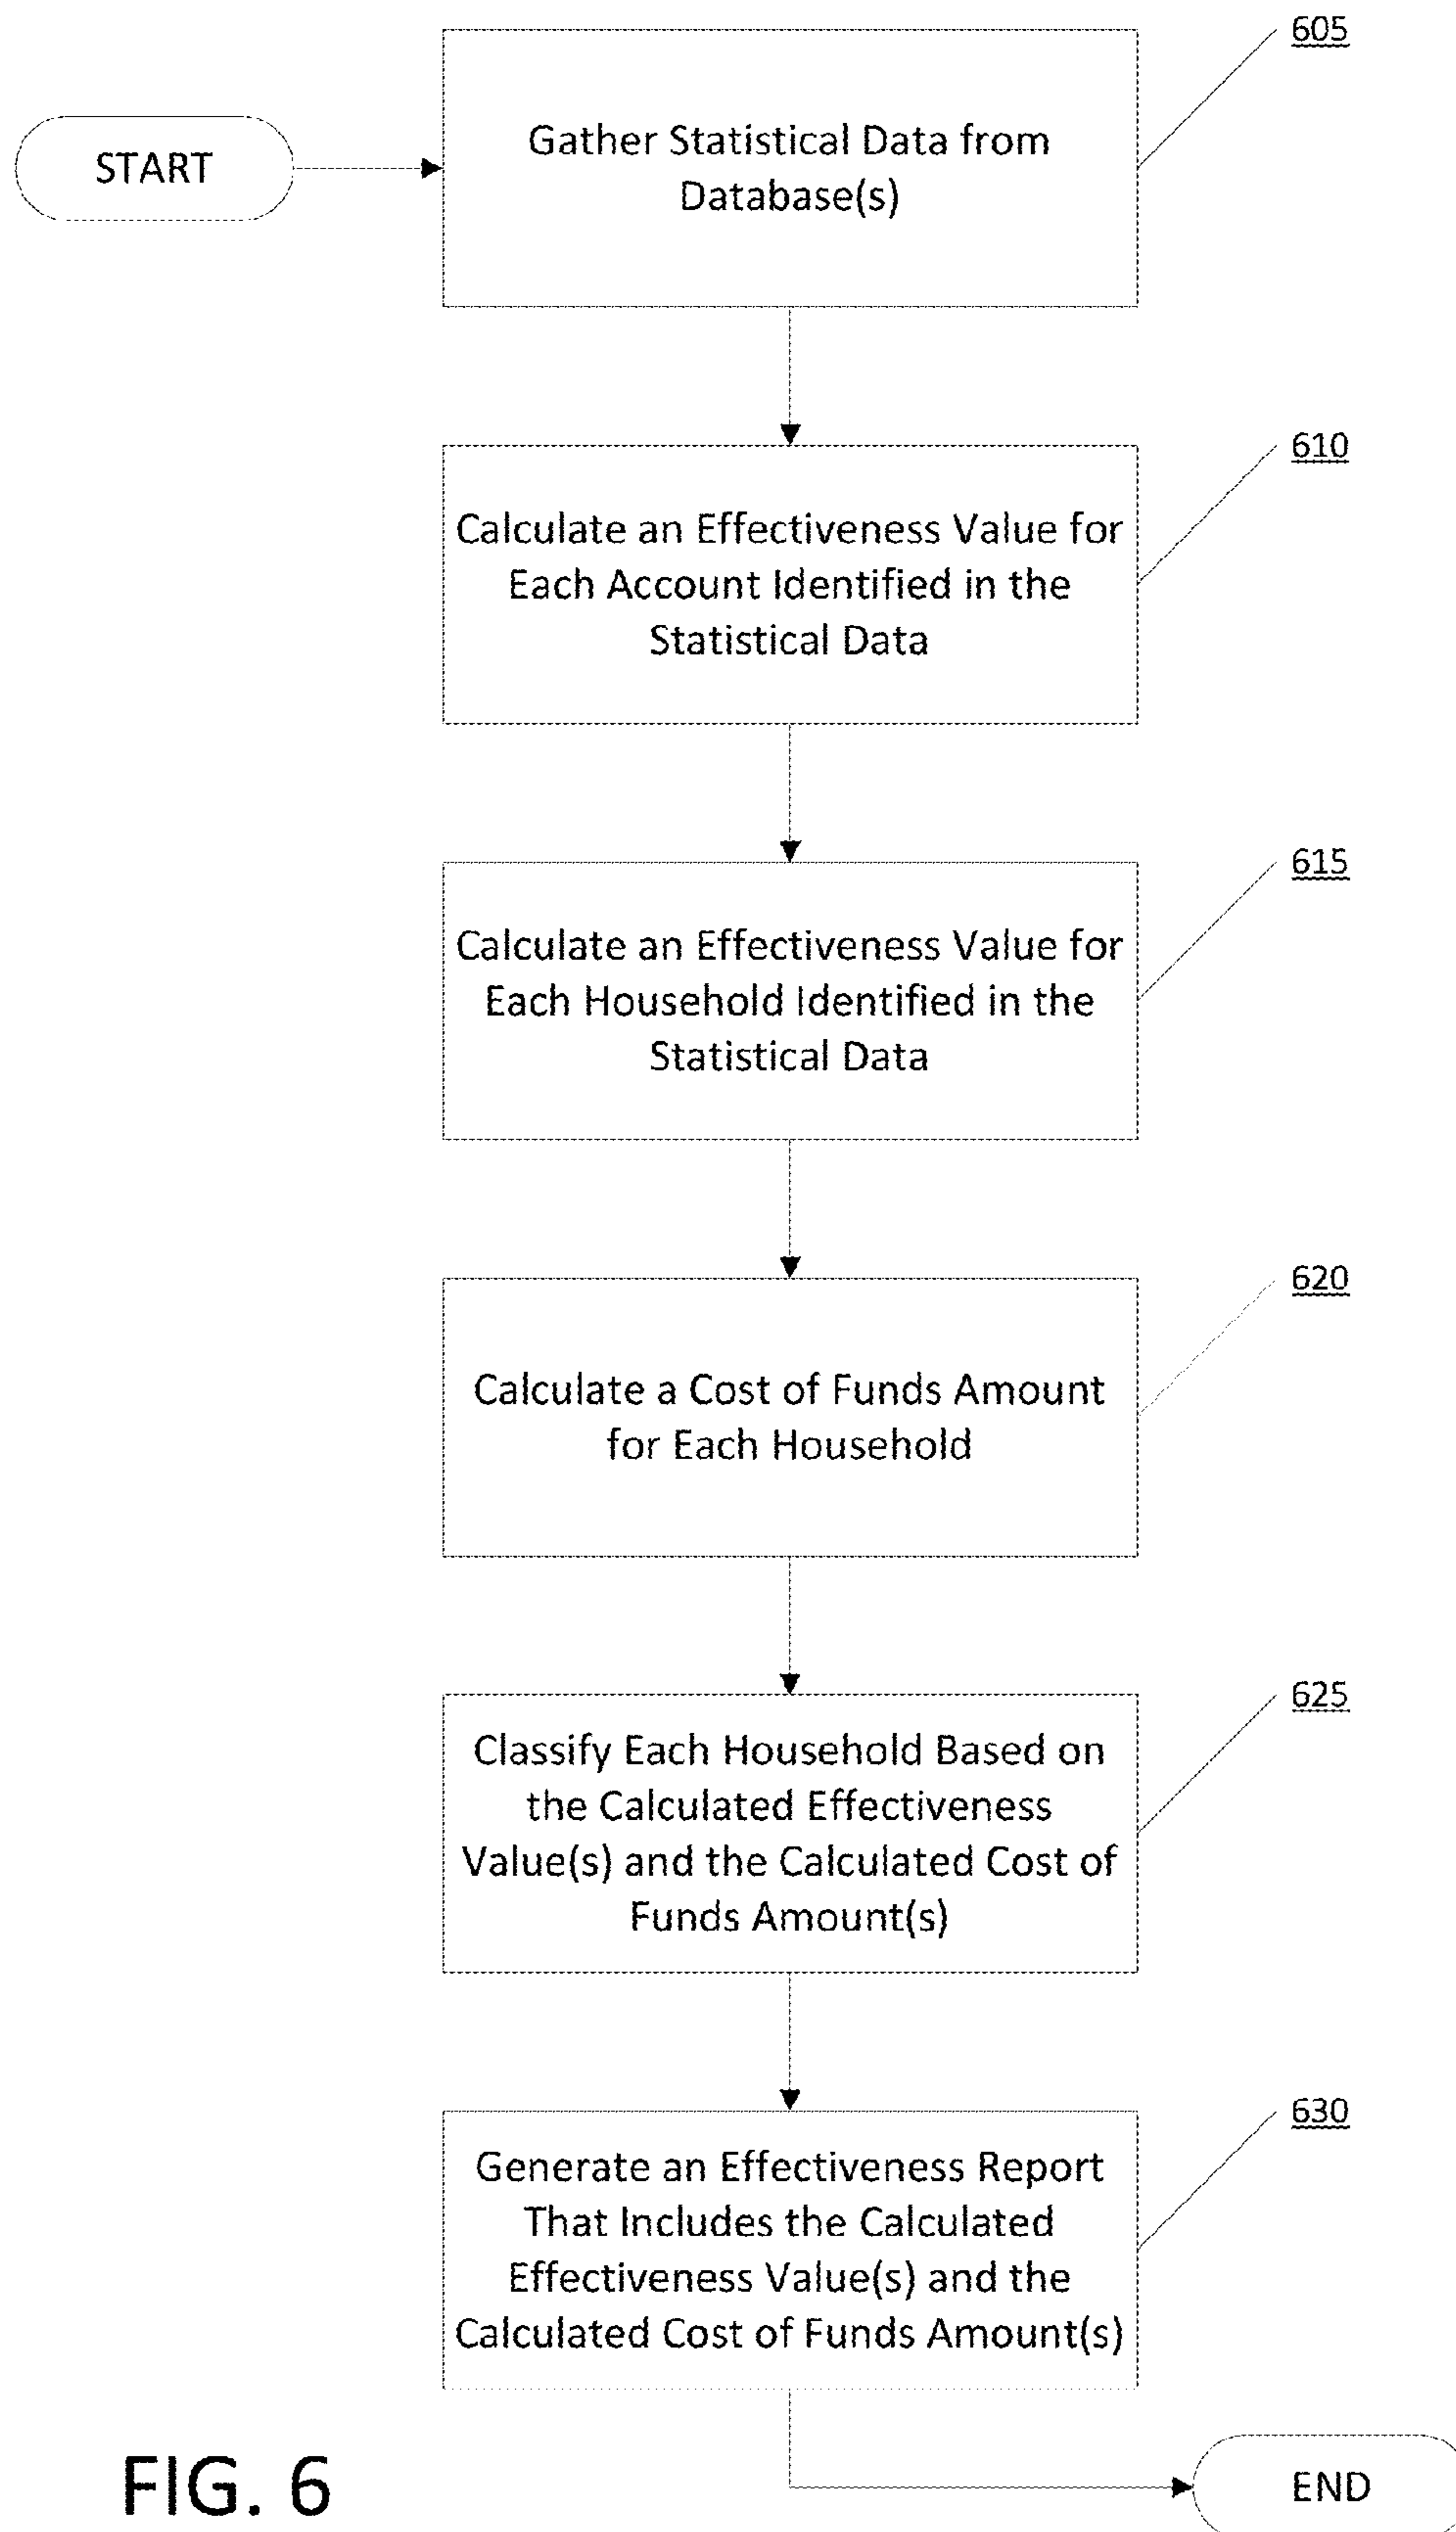 605
START
Gather Statistical Data from
Database(s)
610
Calculate an Effectiveness Value for
Each Account Identified in the
Statistical Data
615
Calculate an Effectiveness Value for
Each Household Identified in the
Statistical Data
620
Calculate a Cost of Funds Amount
for Each Household
625
Classify Each Household Based on
the Calculated Effectiveness
Value(s) and the Calculated Cost of
Funds Amount(s)
630
Generate an Effectiveness Report
That Includes the Calculated
Effectiveness Value(s) and the
Calculated Cost of Funds Amount(s)
FIG. 6
END